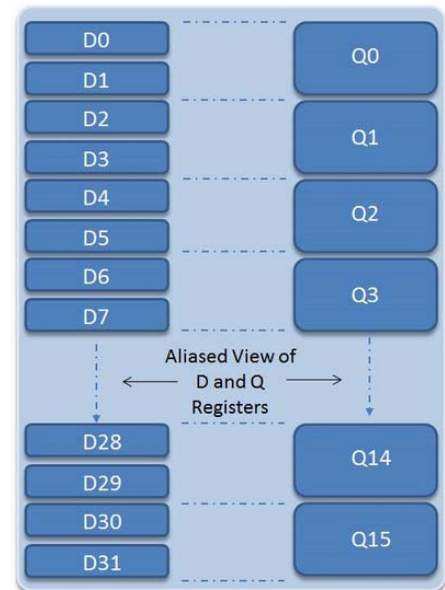 D0
D1
D2
D3
D4
D5
D6
D7
Q0
Q1
Q2
Q3
Aliased View of
D and Q
Registers
D28
D29
D30
D31
Q14
Q15